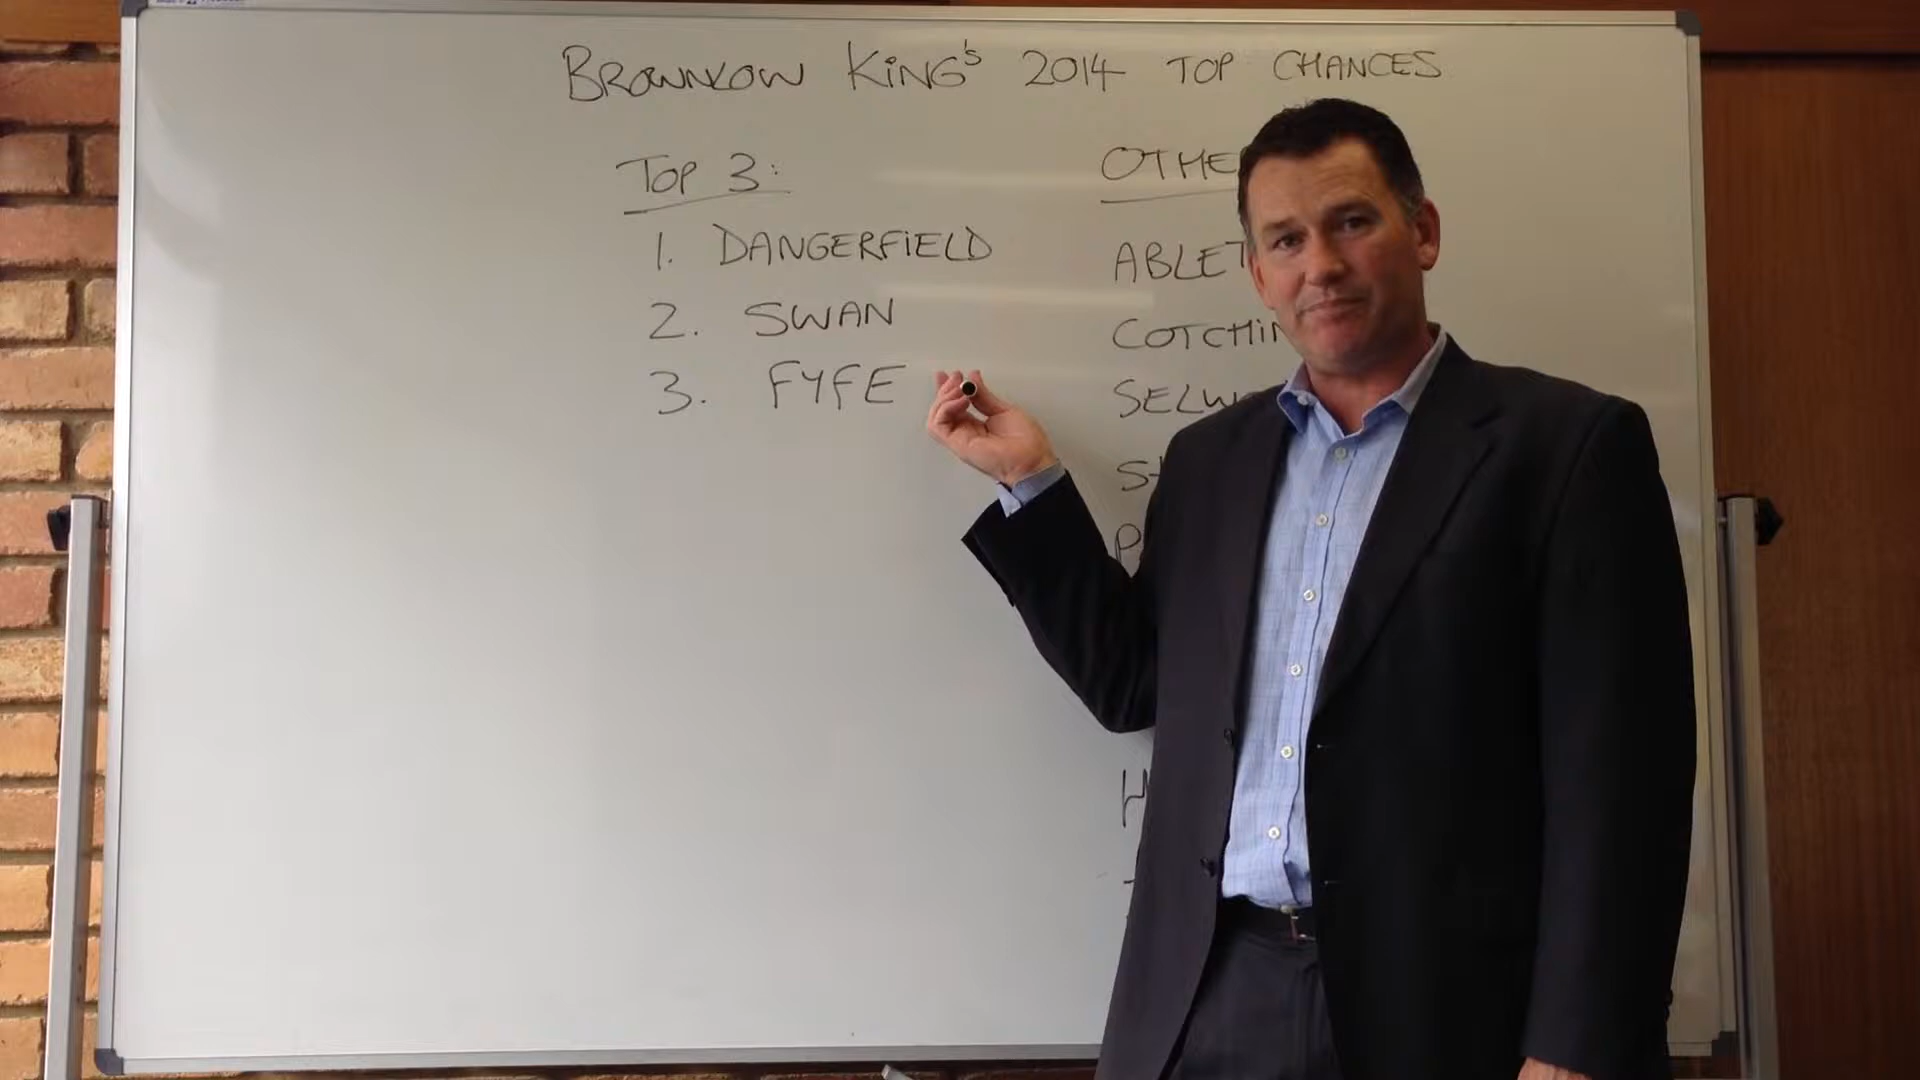 BROWNLOW KING'S 2014 TOP CHANCES
TOP 3:
1. DANGERFIELD
2. SWAN
3. FYFE
OTHE
ABLET
COTCHIN
SELW